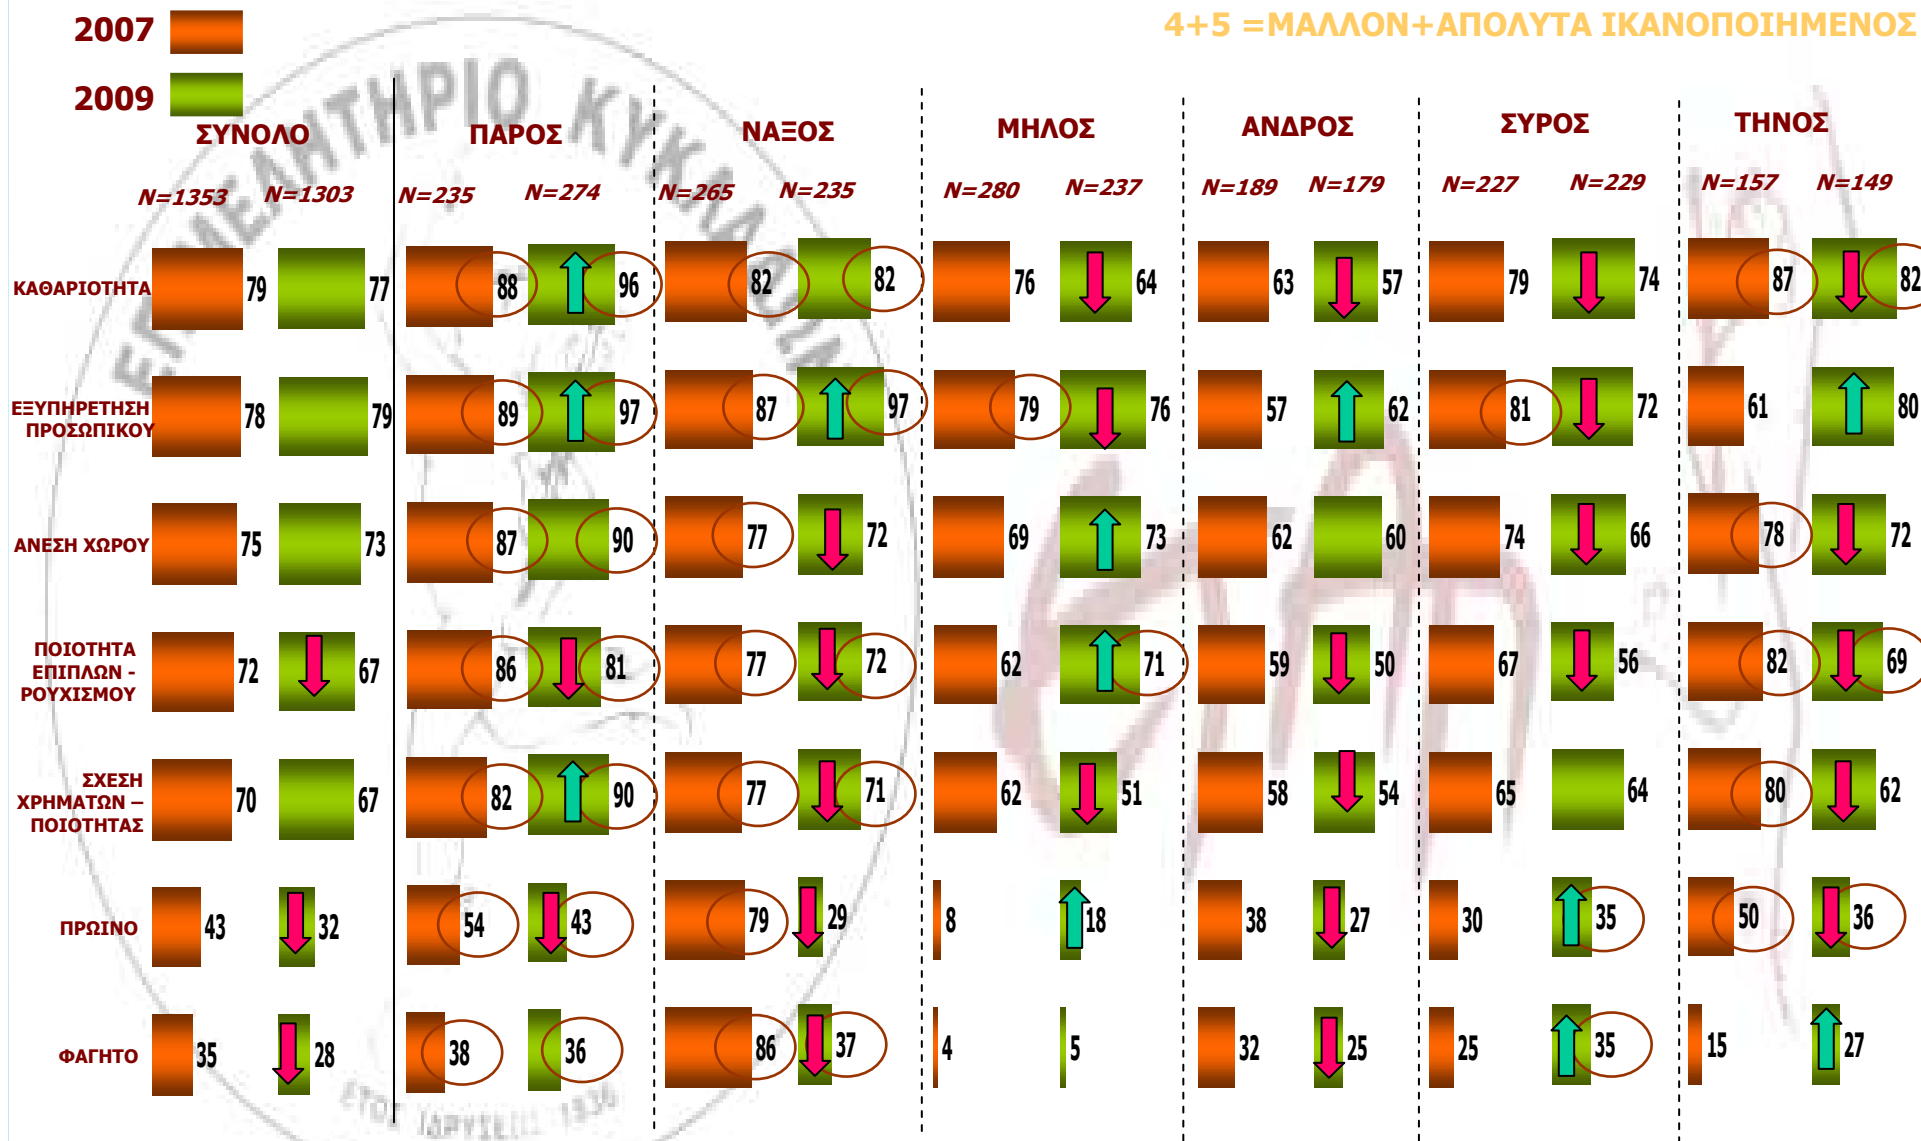 2007
4+5 =ΜΑΛΛΟΝ+ΑΠΟΛΥΤΑ ΙΚΑΝΟΠΟΙΗΜΕΝΟΣ
2009
ΣΥΝΟΛΟ ΠΑΡΟΣ ΝΑΞΟΣ ΜΗΛΟΣ ΑΝΔΡΟΣ ΣΥΡΟΣ ΤΗΝΟΣ
N=1353 N=1303 N=235 N=274 N=265 N=235 N=280 N=237 N=189 N=179 N=227 N=229 N=157 N=149
ΚΑΘΑΡΙΟΤΗΤΑ 79 77 88 96 82 82 76 64 63 57 79 74 87 82
ΕΞΥΠΗΡΕΤΗΣΗ
ΠΡΟΣΩΠΙΚΟΥ 78 79 89 97 87 97 79 76 57 62 81 72 61 80
ΑΝΕΣΗ ΧΩΡΟΥ 75 73 87 90 77 72 69 73 62 60 74 66 78 72
ΠΟΙΟΤΗΤΑ
ΕΠΙΠΛΩΝ -
ΡΟΥΧΙΣΜΟΥ 72 67 86 81 77 72 62 71 59 50 67 56 82 69
ΣΧΕΣΗ
ΧΡΗΜΑΤΩΝ –
ΠΟΙΟΤΗΤΑΣ 70 67 82 90 77 71 62 51 58 54 65 64 80 62
ΠΡΩΙΝΟ 43 32 54 43 79 29 8 18 38 27 30 35 50 36
ΦΑΓΗΤΟ 35 28 38 36 86 37 4 5 32 25 25 35 15 27
ΕΤΟΣ ΙΔΡΥΣΕΩΣ 1936